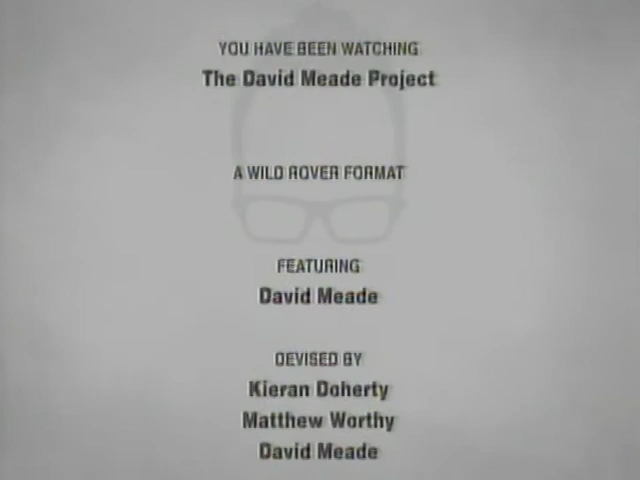 YOU HAVE BEEN WATCHING
The David Meade Project
A WILD ROVER FORMAT
FEATURING
David Meade
DEVISED BY
Kieran Doherty
Matthew Worthy
David Meade